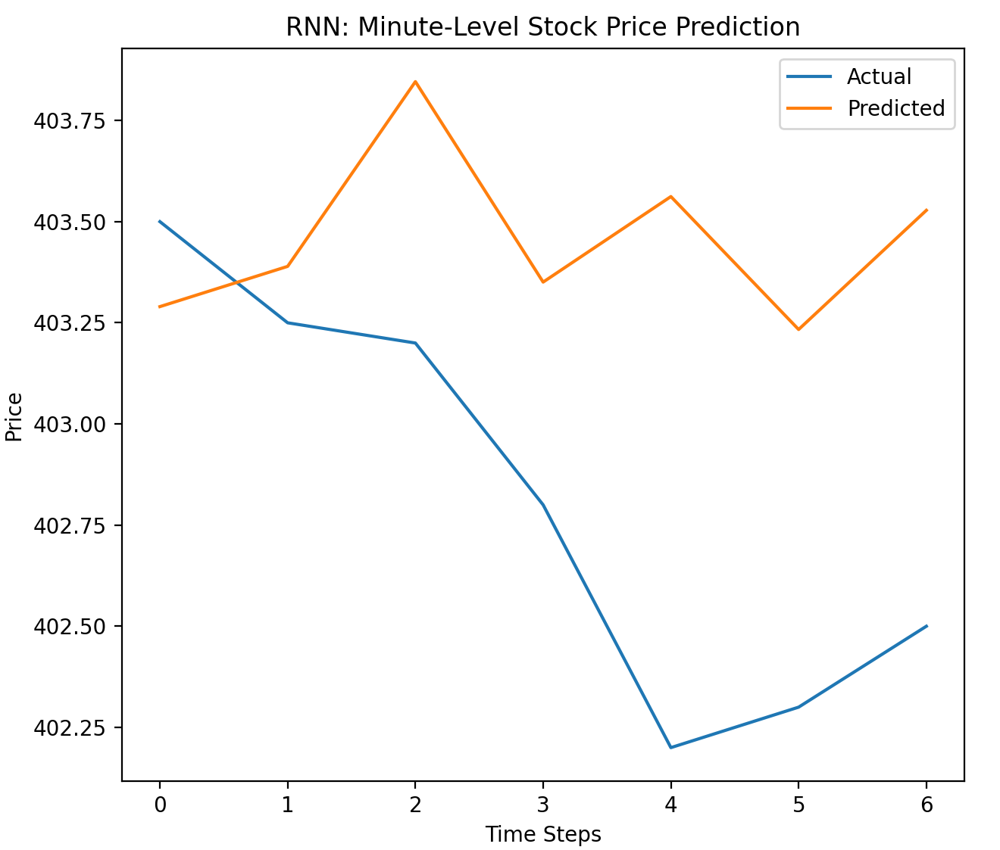 RNN: Minute-Level Stock Price Prediction
Actual
Predicted
403.75
403.50
403.25
403.00
402.75
402.50
402.25
Price
0 1 2 3 4 5 6
Time Steps